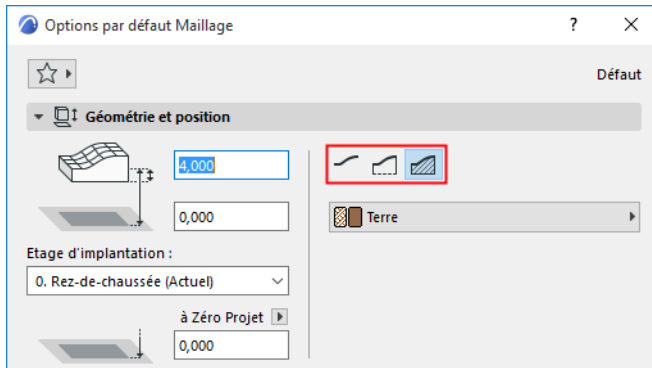 Options par défaut Maillage
?
Défaut
Géométrie et position
4,000
0,000
Terre
Etage d'implantation :
0. Rez-de-chaussée (Actuel)
à Zéro Projet
0,000